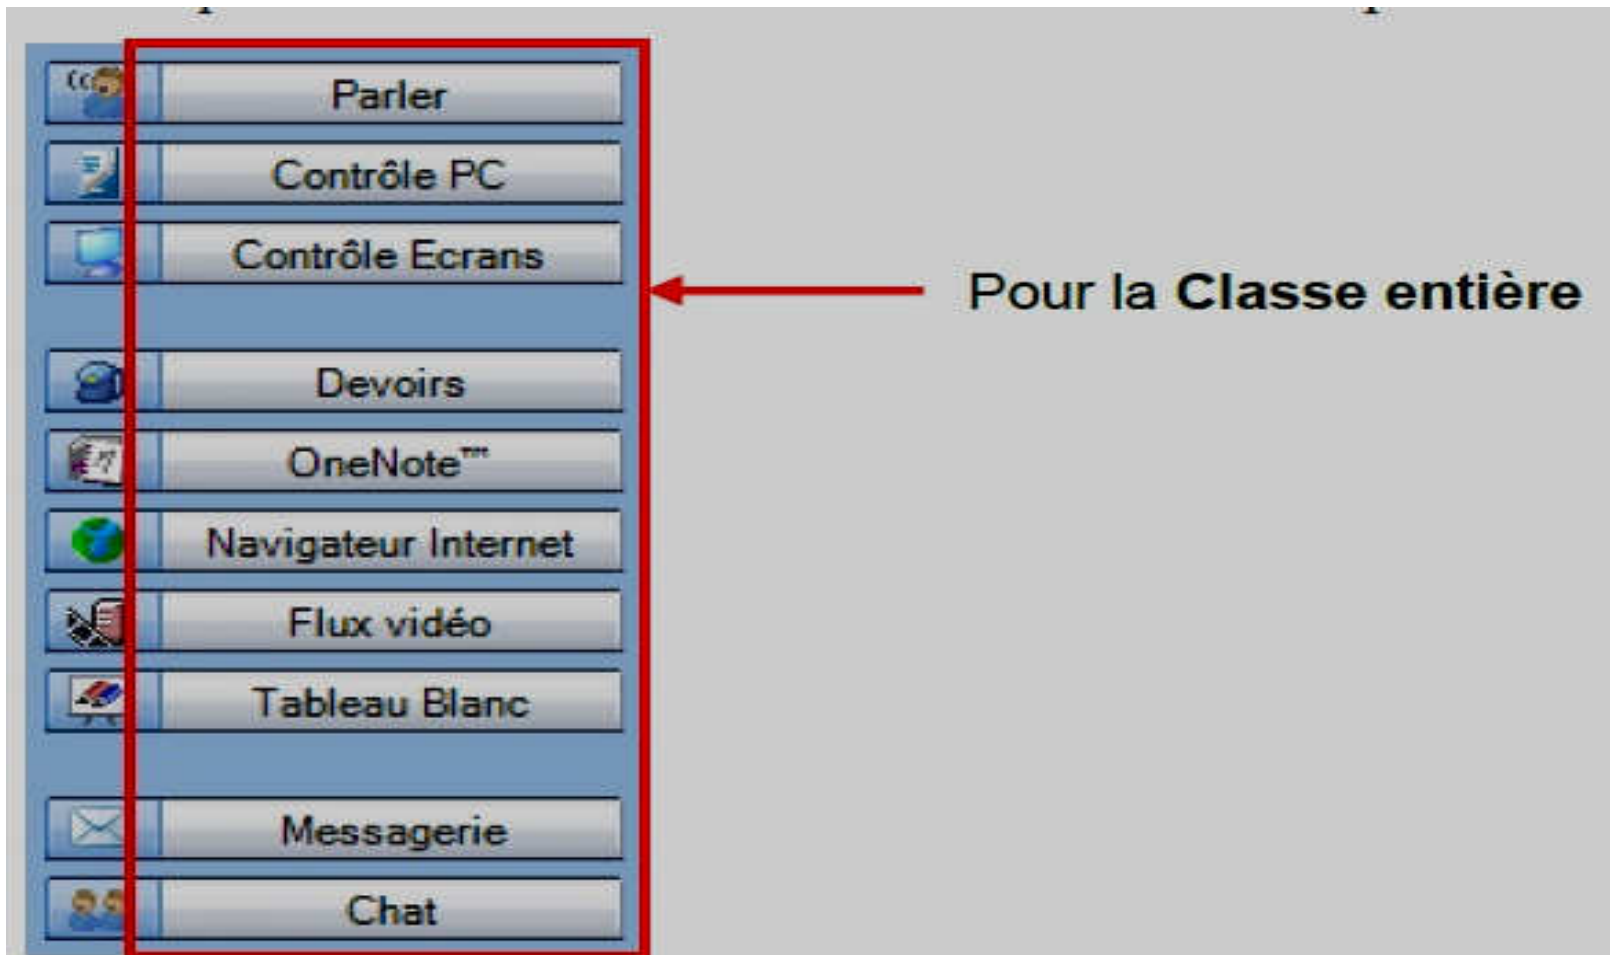 Parler
Contrôle PC
Contrôle Ecrans
Pour la Classe entière
Devoirs
OneNote™
Navigateur Internet
Flux vidéo
Tableau Blanc
Messagerie
Chat